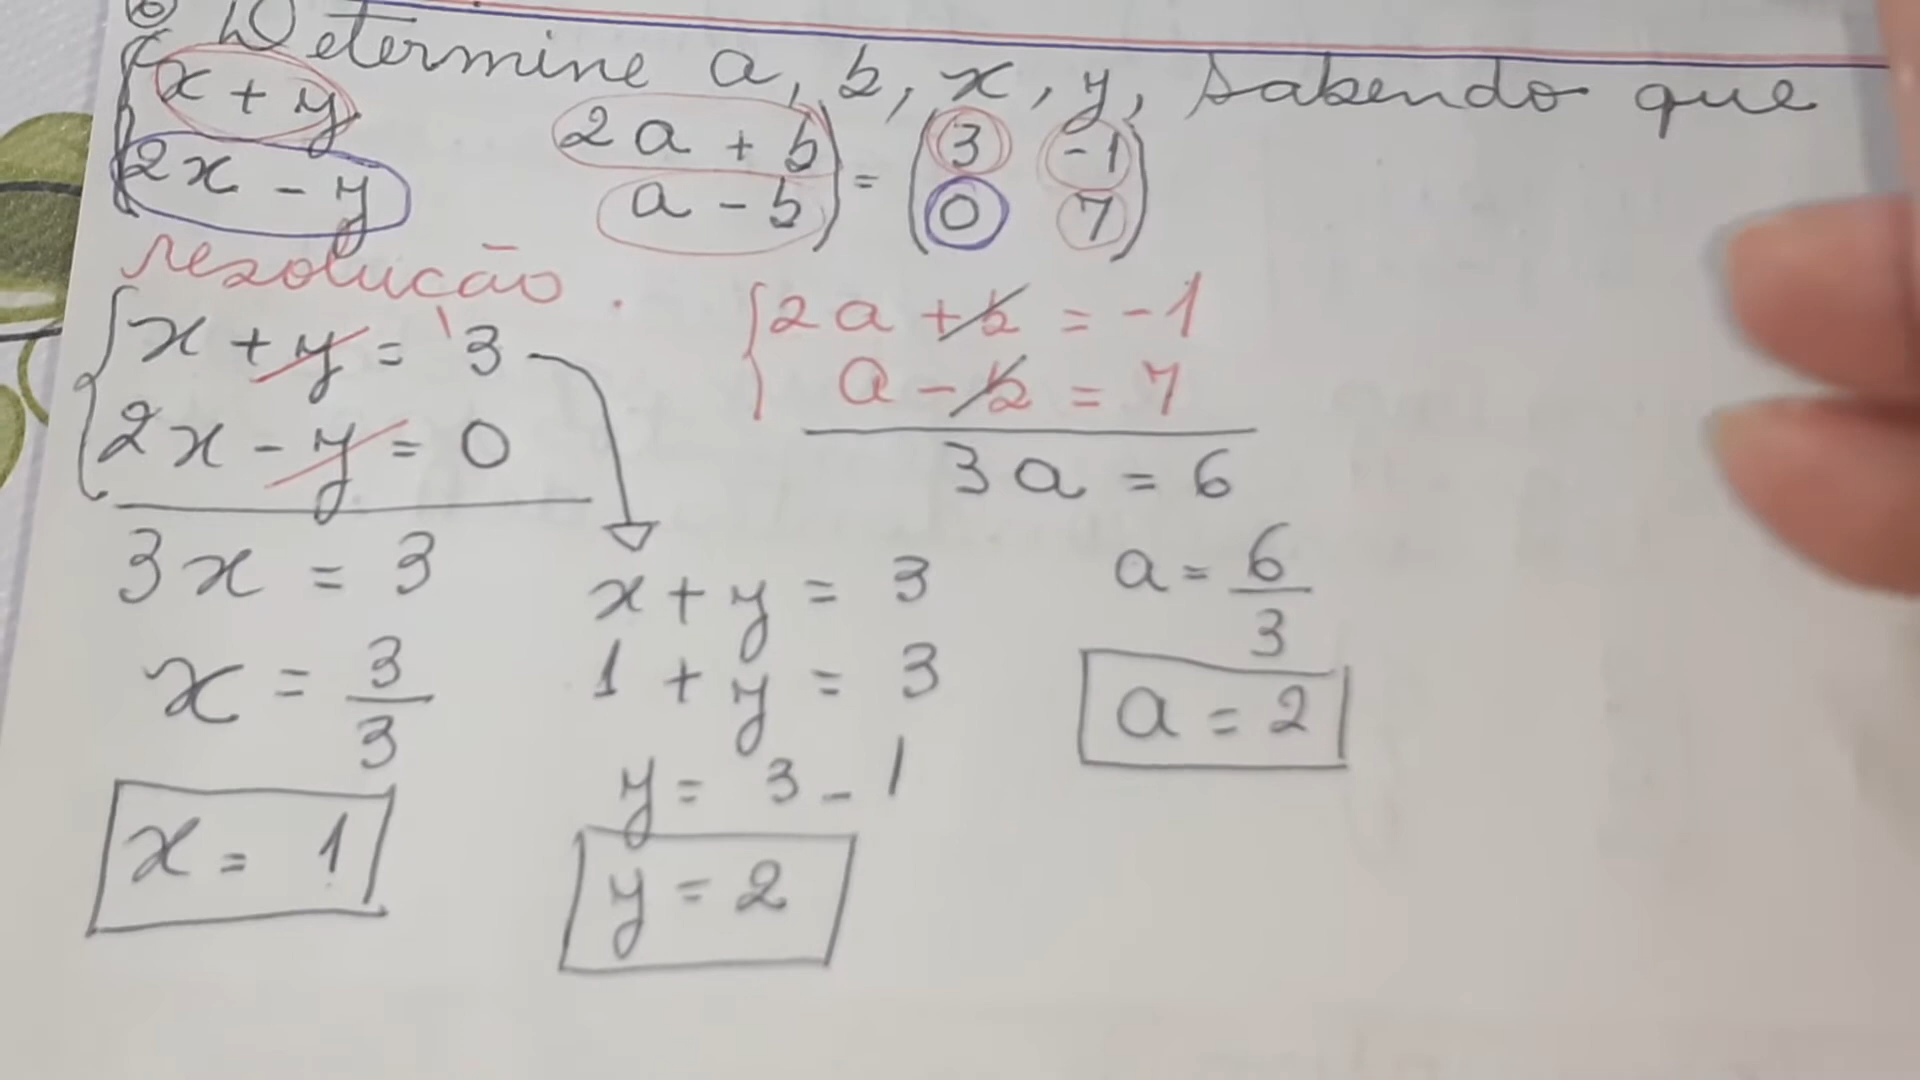 6) Determine a, b, x, y, sabendo que
x + y 2a + b = 3 -1
2x - y a - b 0 7
resolucão.
x + y = 3
2x - y = 0
3x = 3
x = 3/3
x = 1
x + y = 3
1 + y = 3
y = 3 - 1
y = 2
2a + b = -1
a - b = 7
3a = 6
a = 6/3
a = 2